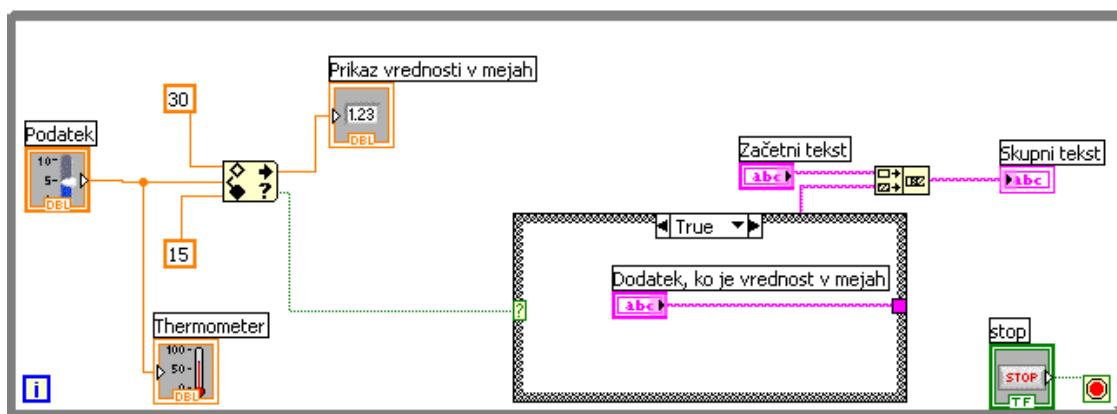 Prikaz vrednosti v mejah
30
1.23
DBL
Podatek
10-
5-
DBL
?
15
Začetni tekst
abc
Skupni tekst
abc
True
Dodatek, ko je vrednost v mejah
abc
?
Thermometer
100-
50-
0-
DBL
stop
STOP
TF
i